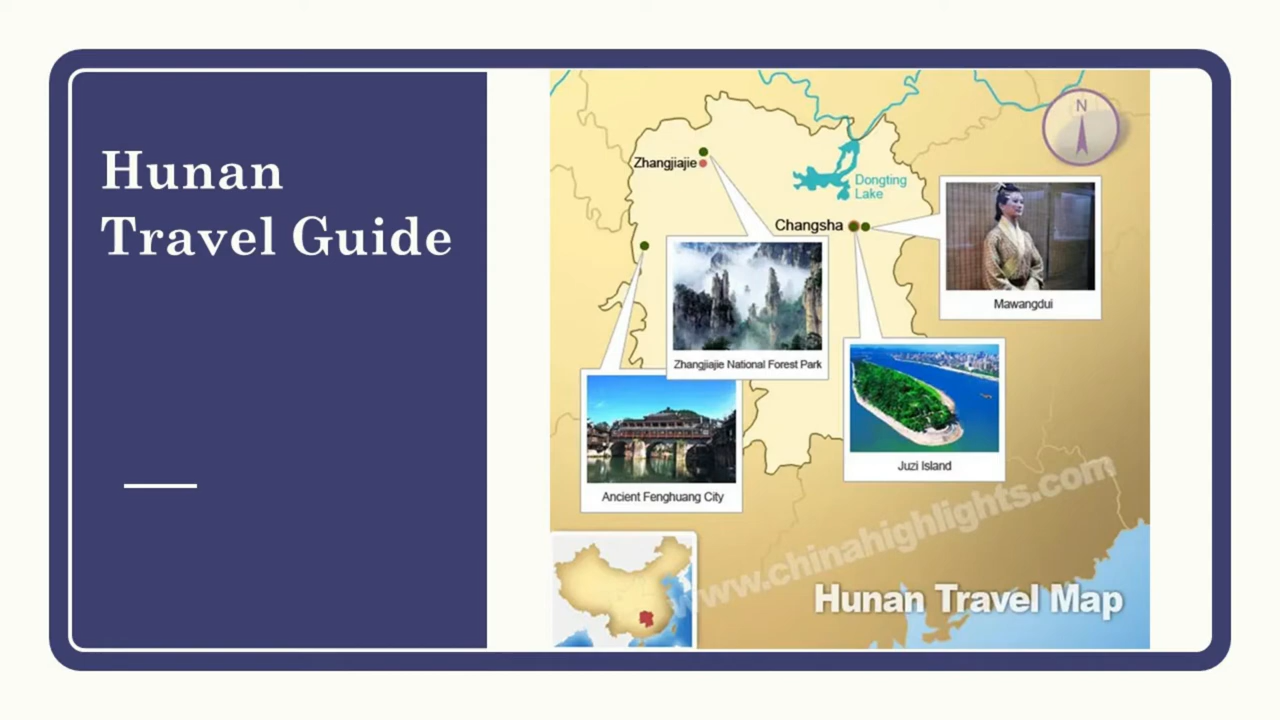 Hunan
Travel Guide
N
Zhangjiajie
Dongting
Lake
Changsha
Mawangdui
Zhangjiajie National Forest Park
Juzi Island
Ancient Fenghuang City
www.chinahighlights.com
Hunan Travel Map